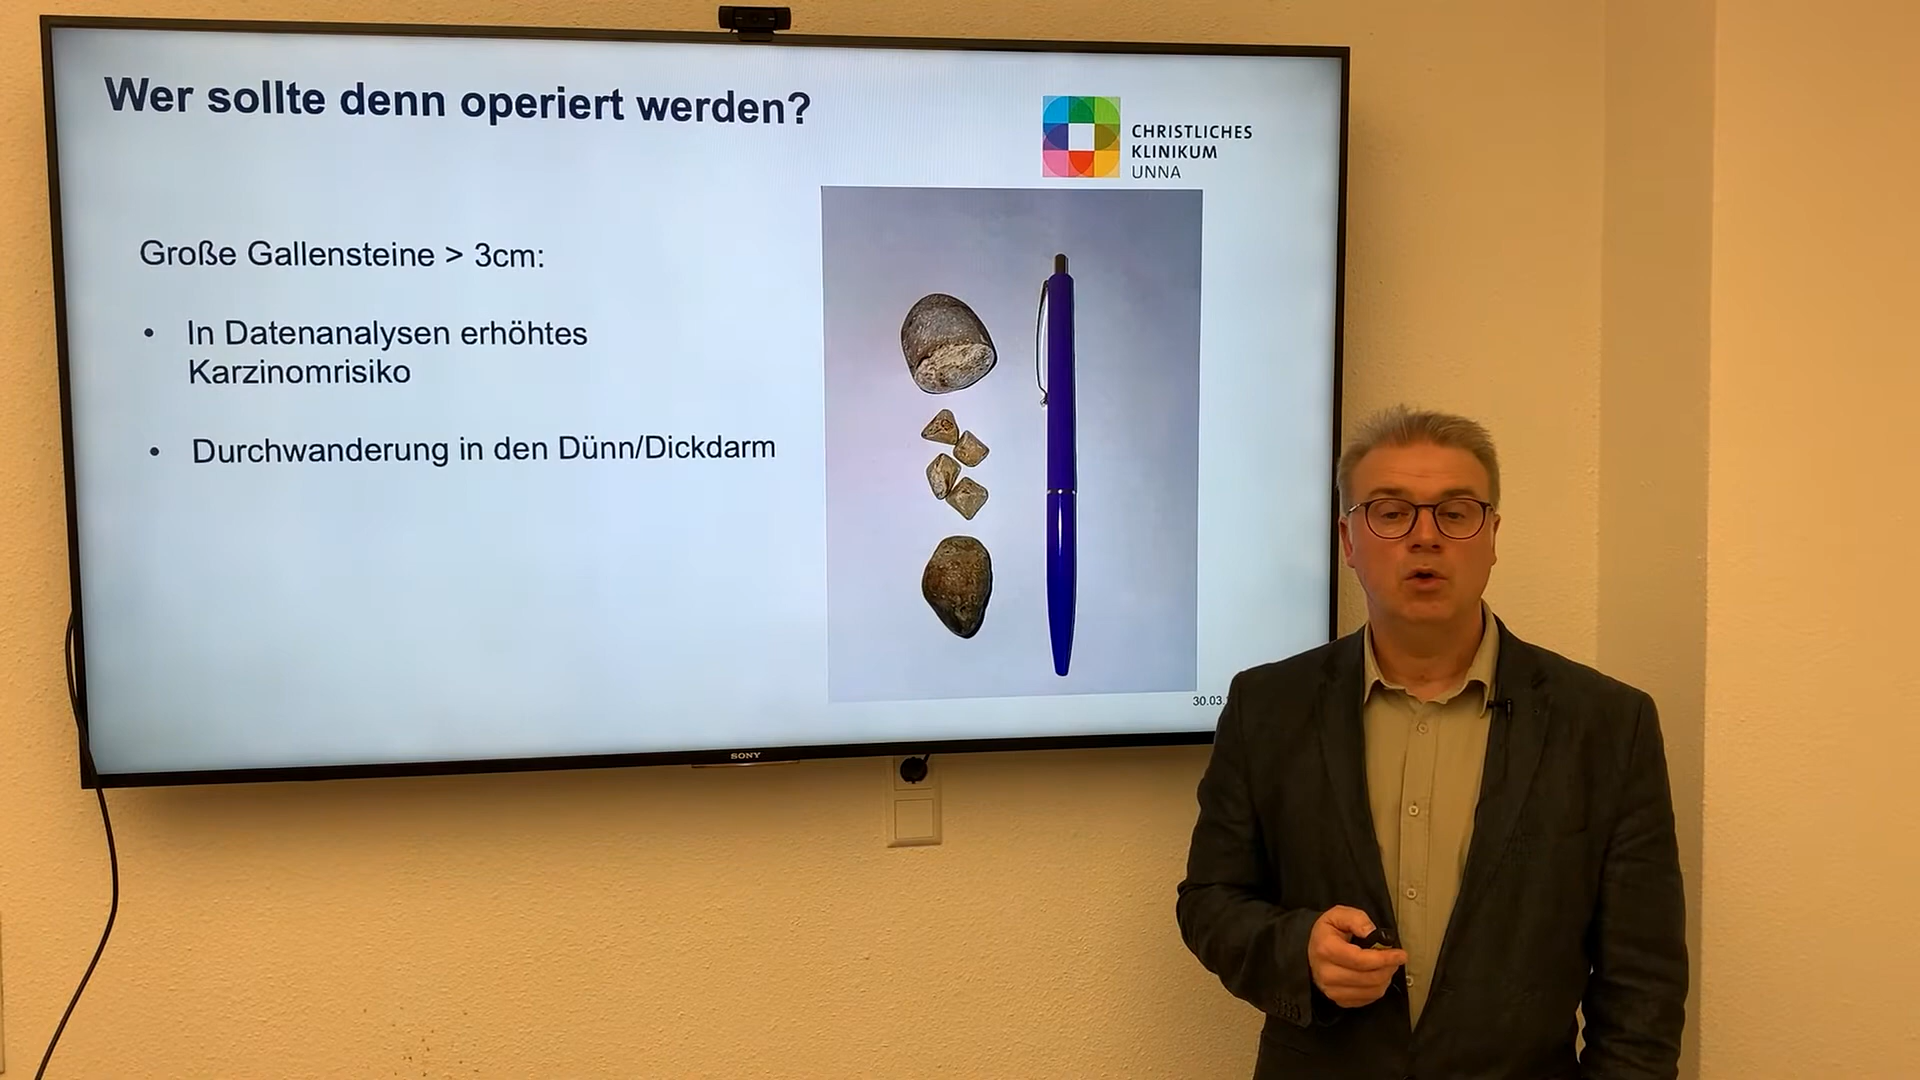 Wer sollte denn operiert werden?
CHRISTLICHES
KLINIKUM
UNNA
Große Gallensteine > 3cm:
• In Datenanalysen erhöhtes
Karzinomrisiko
• Durchwanderung in den Dünn/Dickdarm
30.03.
SONY